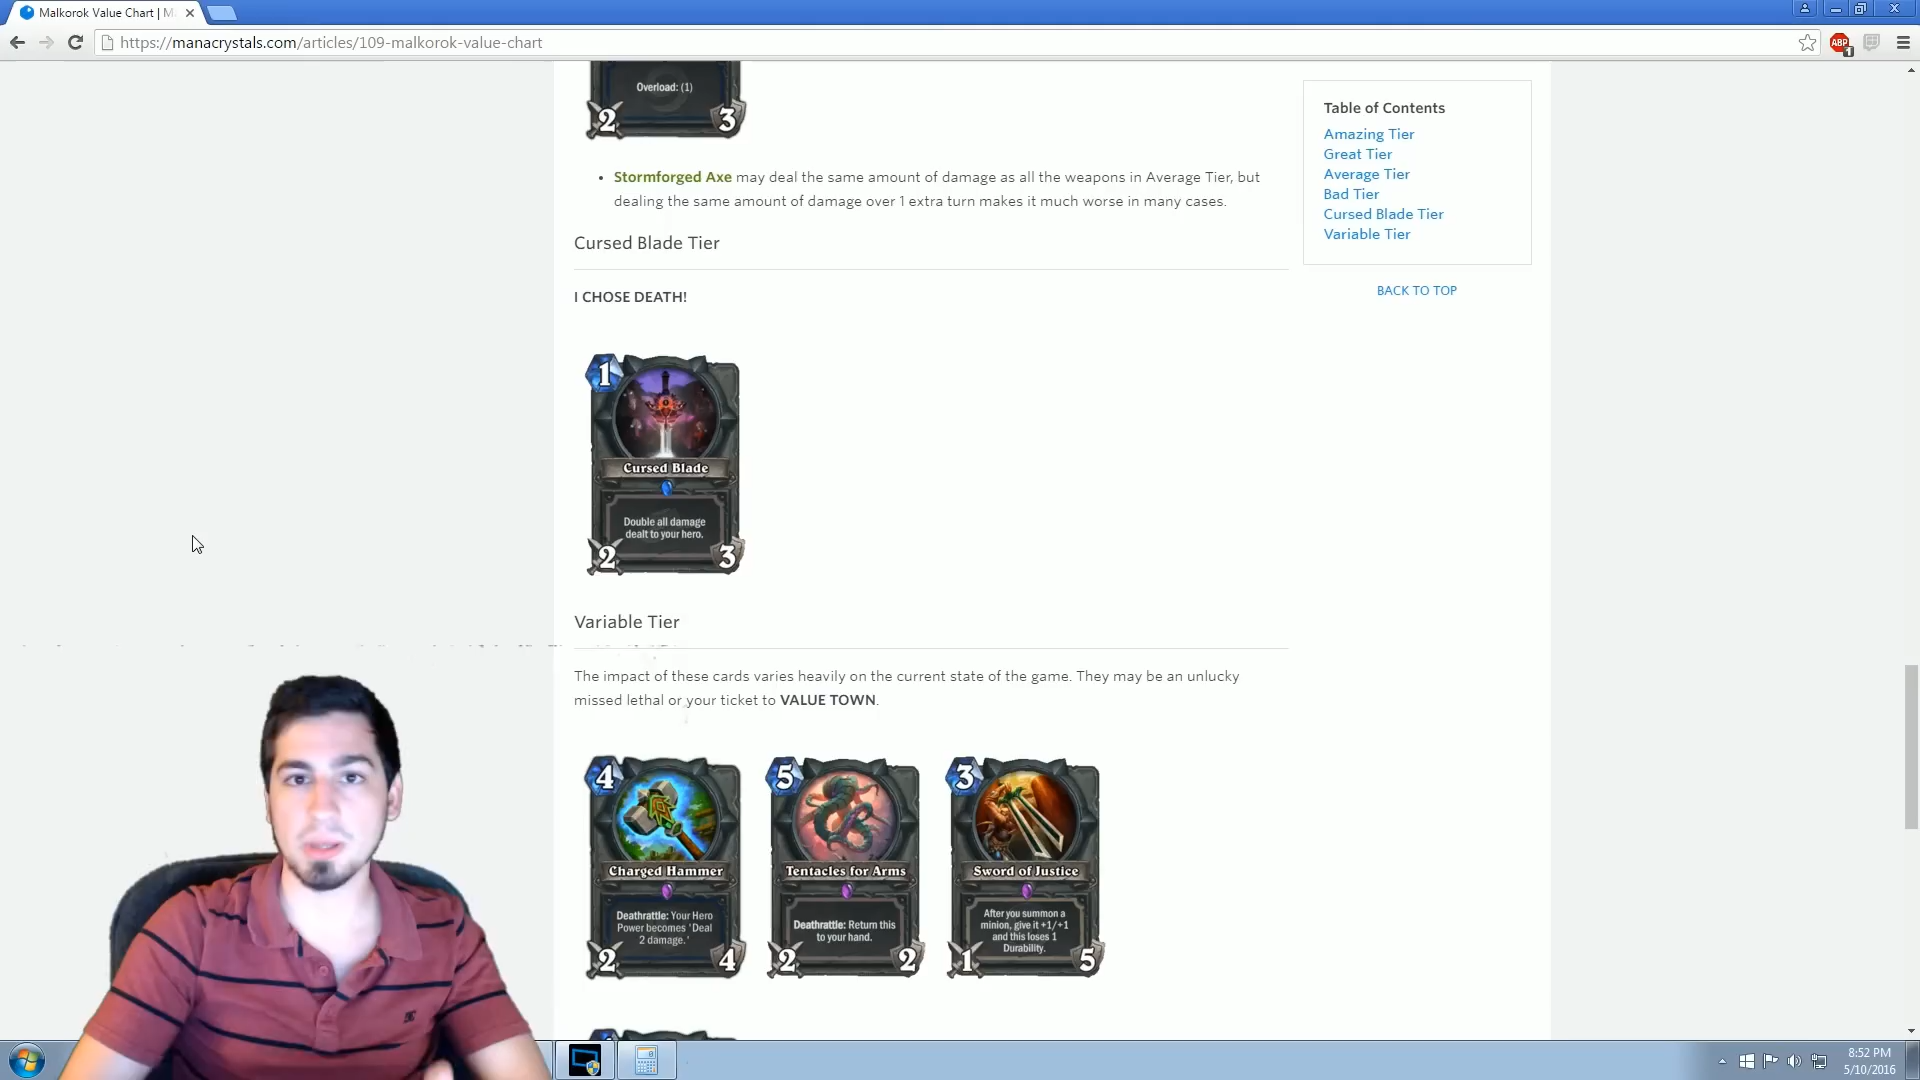 Malkorok Value Chart | M
https://manacrystals.com/articles/109-malkorok-value-chart
ABP
1
Overload: (1)
2
3
Table of Contents
Amazing Tier
Great Tier
Average Tier
Bad Tier
Cursed Blade Tier
Variable Tier
BACK TO TOP
• Stormforged Axe may deal the same amount of damage as all the weapons in Average Tier, but
dealing the same amount of damage over 1 extra turn makes it much worse in many cases.
Cursed Blade Tier
I CHOSE DEATH!
1
Cursed Blade
Double all damage
dealt to your hero.
2
3
Variable Tier
The impact of these cards varies heavily on the current state of the game. They may be an unlucky
missed lethal or your ticket to VALUE TOWN.
4
Charged Hammer
Deathrattle: Your Hero
Power becomes 'Deal
2 damage.'
2
4
5
Tentacles for Arms
Deathrattle: Return this
to your hand.
2
2
3
Sword of Justice
After you summon a
minion, give it +1/+1
and this loses 1
Durability.
1
5
8:52 PM
5/10/2016